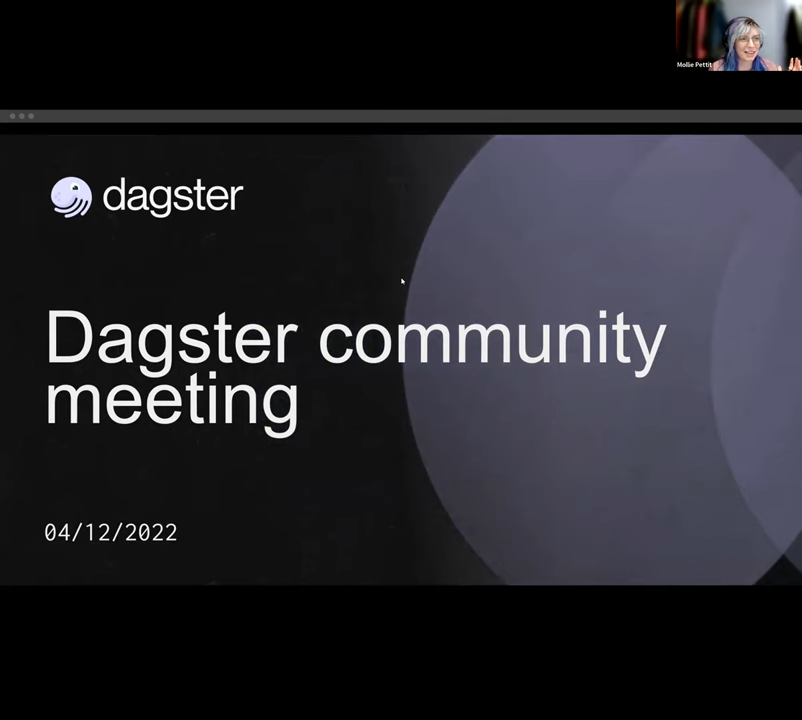 Mollie Pettit
dagster
Dagster community
meeting
04/12/2022